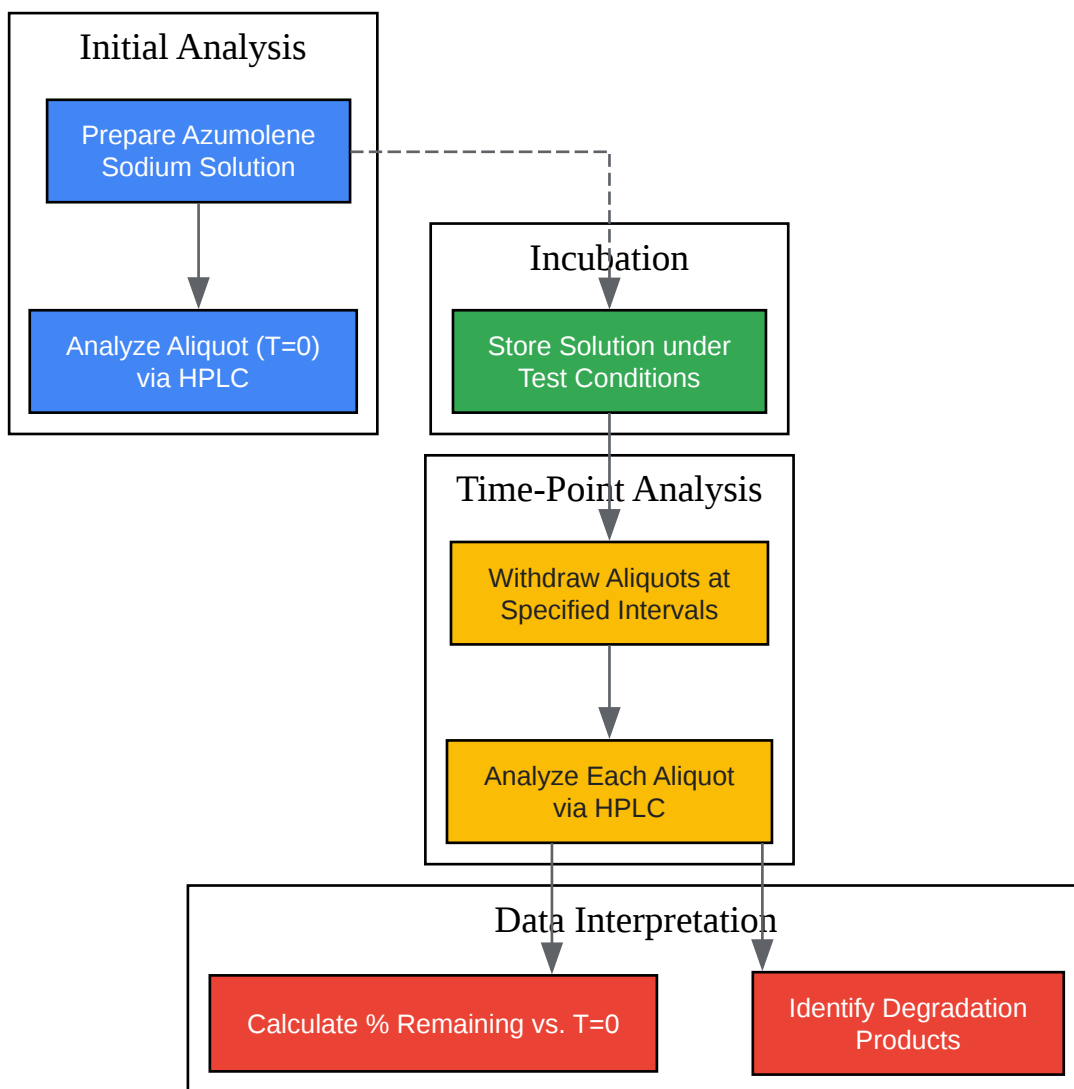 Initial Analysis
Prepare Azumolene
Sodium Solution
Analyze Aliquot (T=0)
via HPLC
Incubation
Store Solution under
Test Conditions
Time-Point Analysis
Withdraw Aliquots at
Specified Intervals
Analyze Each Aliquot
via HPLC
Data Interpretation
Calculate % Remaining vs. T=0
Identify Degradation
Products